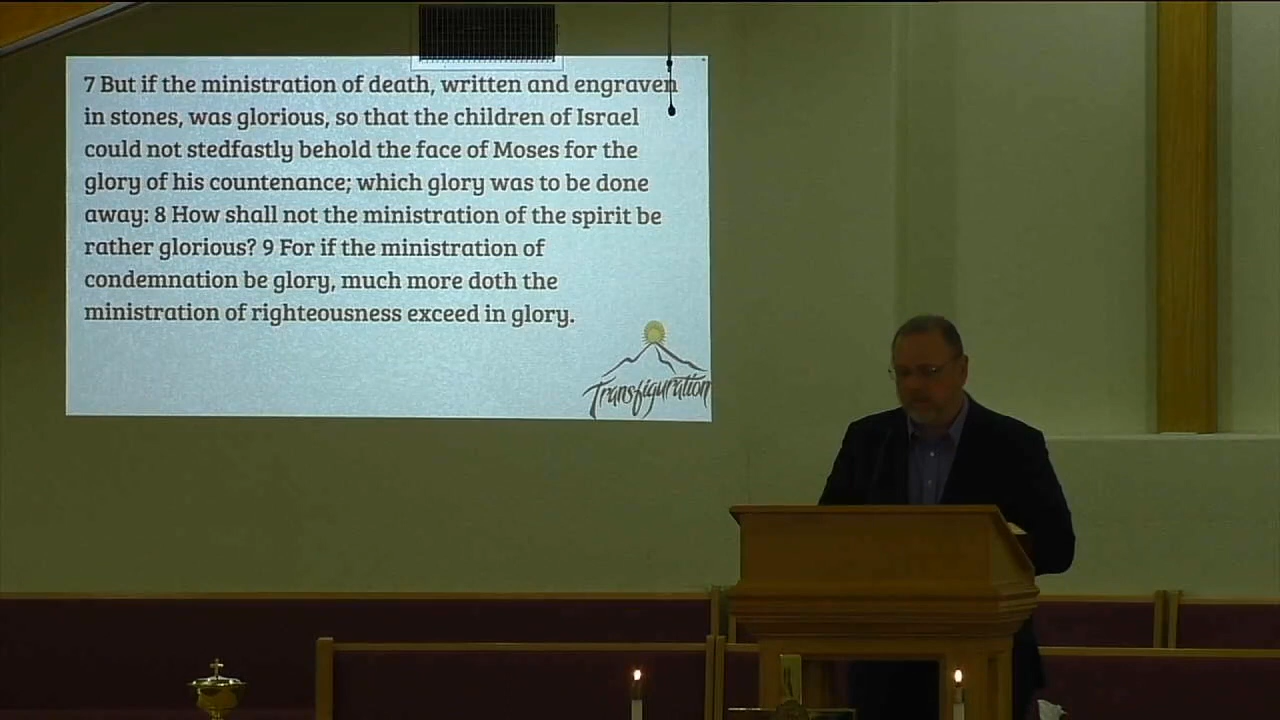 7 But if the ministration of death, written and engraven
in stones, was glorious, so that the children of Israel
could not stedfastly behold the face of Moses for the
glory of his countenance; which glory was to be done
away: 8 How shall not the ministration of the spirit be
rather glorious? 9 For if the ministration of
condemnation be glory, much more doth the
ministration of righteousness exceed in glory.
Transfiguration